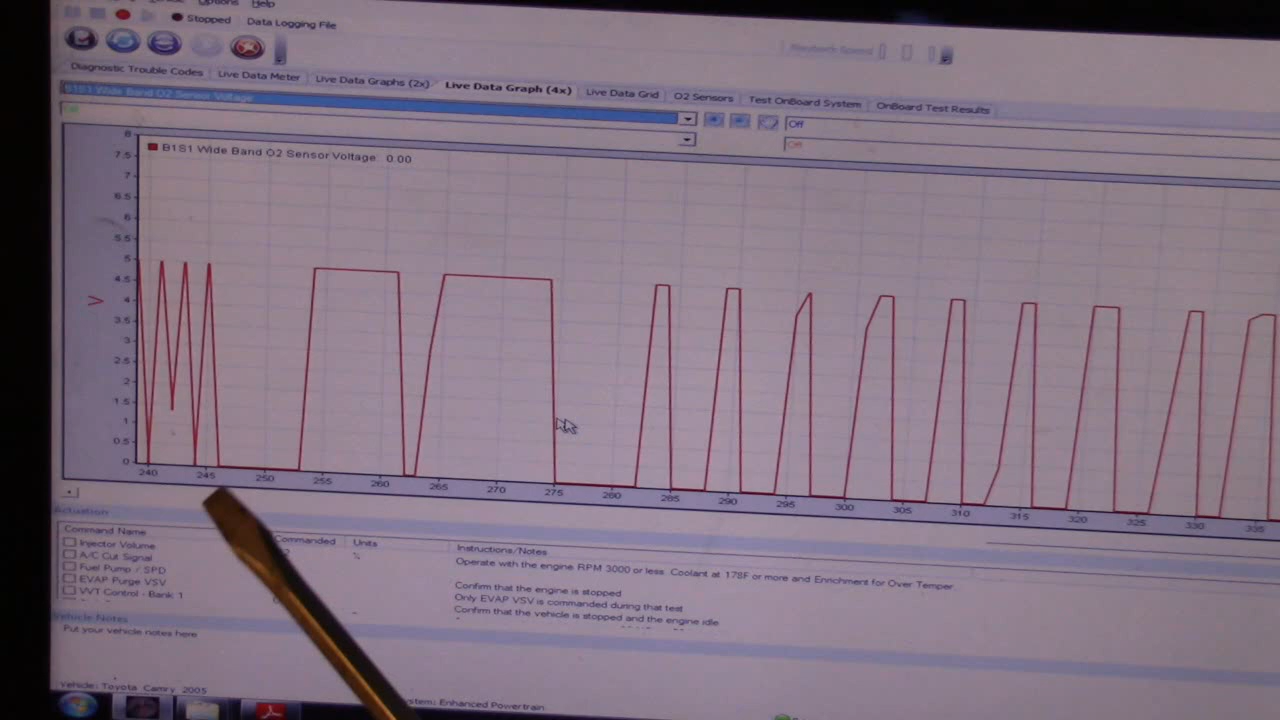 Options Help
Stopped Data Logging File
Playback Speed
Diagnostic Trouble Codes Live Data Meter Live Data Graphs (2x) Live Data Graph (4x) Live Data Grid O2 Sensors Test OnBoard System OnBoard Test Results
B1S1 Wide Band O2 Sensor Voltage
Off
Off
B1S1 Wide Band O2 Sensor Voltage: 0.00
8
7.5
7
6.5
6
5.5
5
4.5
4
3.5
3
2.5
2
1.5
1
0.5
0
V
240 245 250 255 260 265 270 275 280 285 290 295 300 305 310 315 320 325 330 335
Actuation
Command Name Commanded Units Instructions/Notes
Injector Volume % Operate with the engine RPM 3000 or less. Coolant at 178F or more and Enrichment for Over Temper
A/C Cut Signal
Fuel Pump / SPD Confirm that the engine is stopped
EVAP Purge VSV Only EVAP VSV is commanded during that test
VVT Control - Bank 1 Confirm that the vehicle is stopped and the engine idle
Vehicle Notes
Put your vehicle notes here
Vehicle: Toyota Camry 2005
System: Enhanced Powertrain